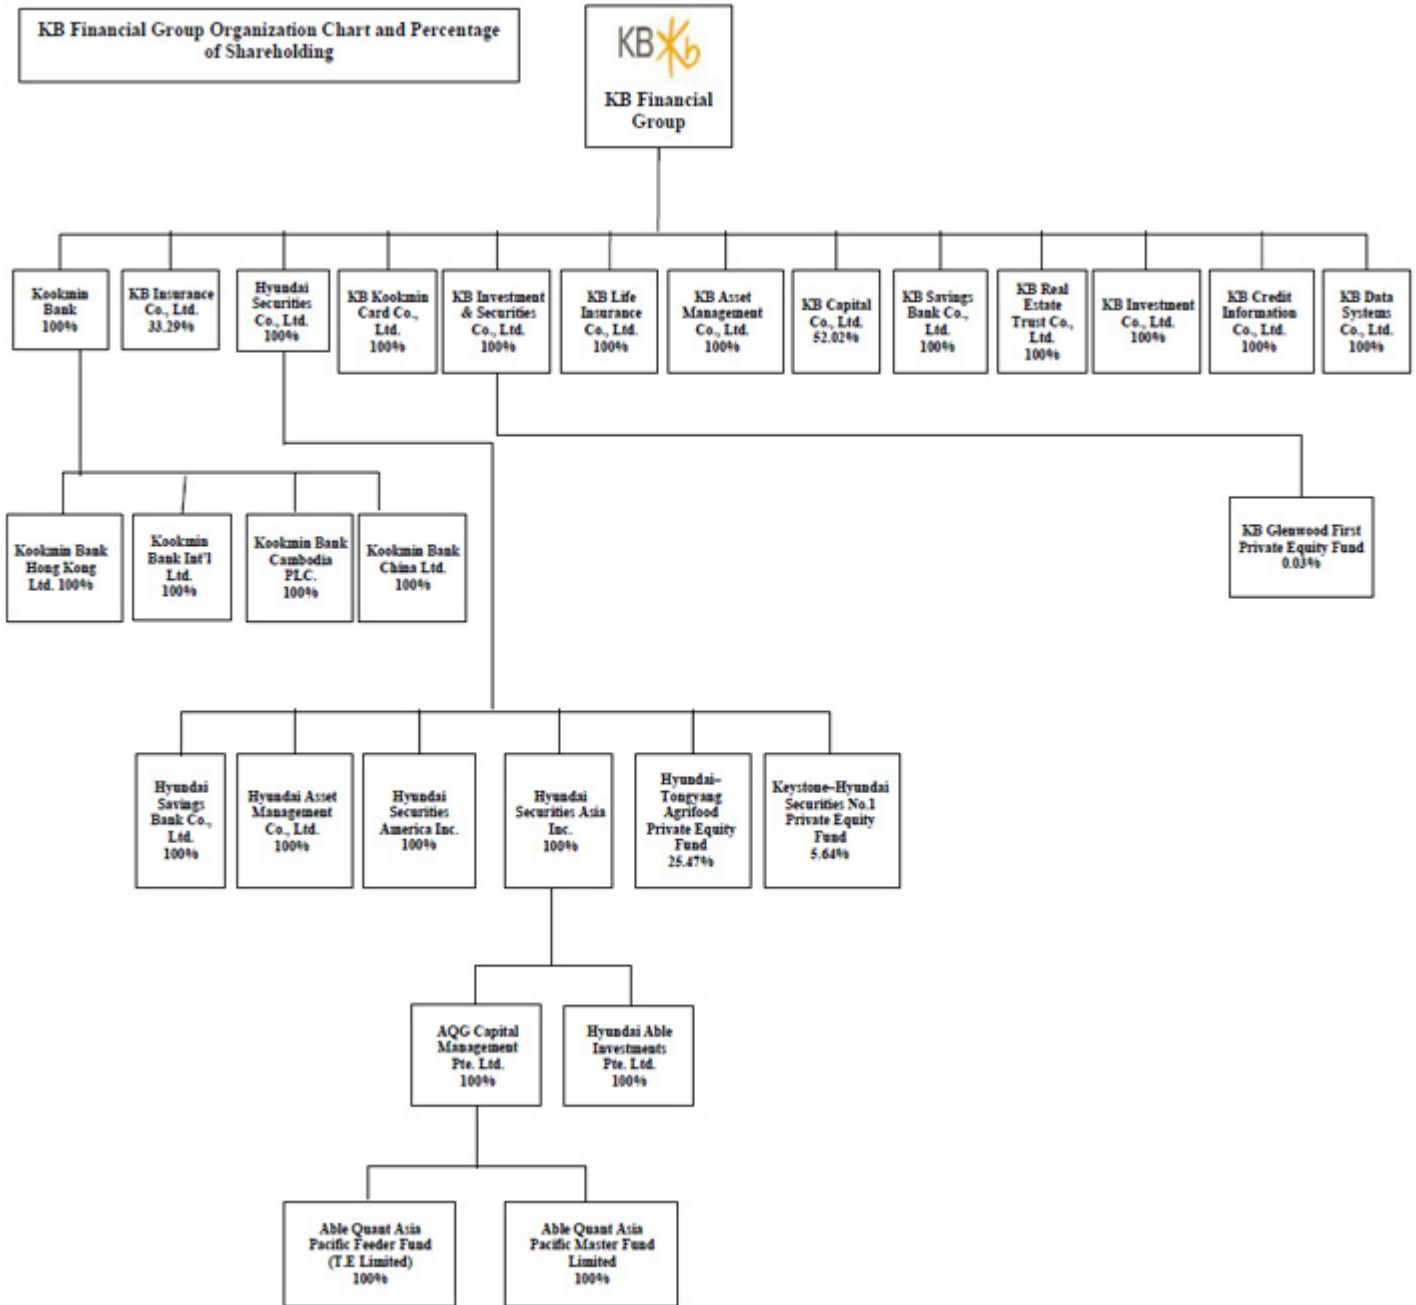 KB Financial Group Organization Chart and Percentage
of Shareholding
KB Kb
KB Financial
Group
Kookmin
Bank
100%
KB Insurance
Co., Ltd.
33.29%
Hyundai
Securities
Co., Ltd.
100%
KB Kookmin
Card Co.,
Ltd.
100%
KB Investment
& Securities
Co., Ltd.
100%
KB Life
Insurance
Co., Ltd.
100%
KB Asset
Management
Co., Ltd.
100%
KB Capital
Co., Ltd.
52.02%
KB Savings
Bank Co.,
Ltd.
100%
KB Real
Estate
Trust Co.,
Ltd.
100%
KB Investment
Co., Ltd.
100%
KB Credit
Information
Co., Ltd.
100%
KB Data
Systems
Co., Ltd.
100%
Kookmin Bank
Hong Kong
Ltd. 100%
Kookmin
Bank Int'l
Ltd.
100%
Kookmin Bank
Cambodia
PLC.
100%
Kookmin Bank
China Ltd.
100%
KB Glenwood First
Private Equity Fund
0.03%
Hyundai
Savings
Bank Co.,
Ltd.
100%
Hyundai Asset
Management
Co., Ltd.
100%
Hyundai
Securities
America Inc.
100%
Hyundai
Securities Asia
Inc.
100%
Hyundai–
Tongyang
Agrifood
Private Equity
Fund
25.47%
Keystone–Hyundai
Securities No.1
Private Equity
Fund
5.64%
AQG Capital
Management
Pte. Ltd.
100%
Hyundai Able
Investments
Pte. Ltd.
100%
Able Quant Asia
Pacific Feeder Fund
(T.E Limited)
100%
Able Quant Asia
Pacific Master Fund
Limited
100%